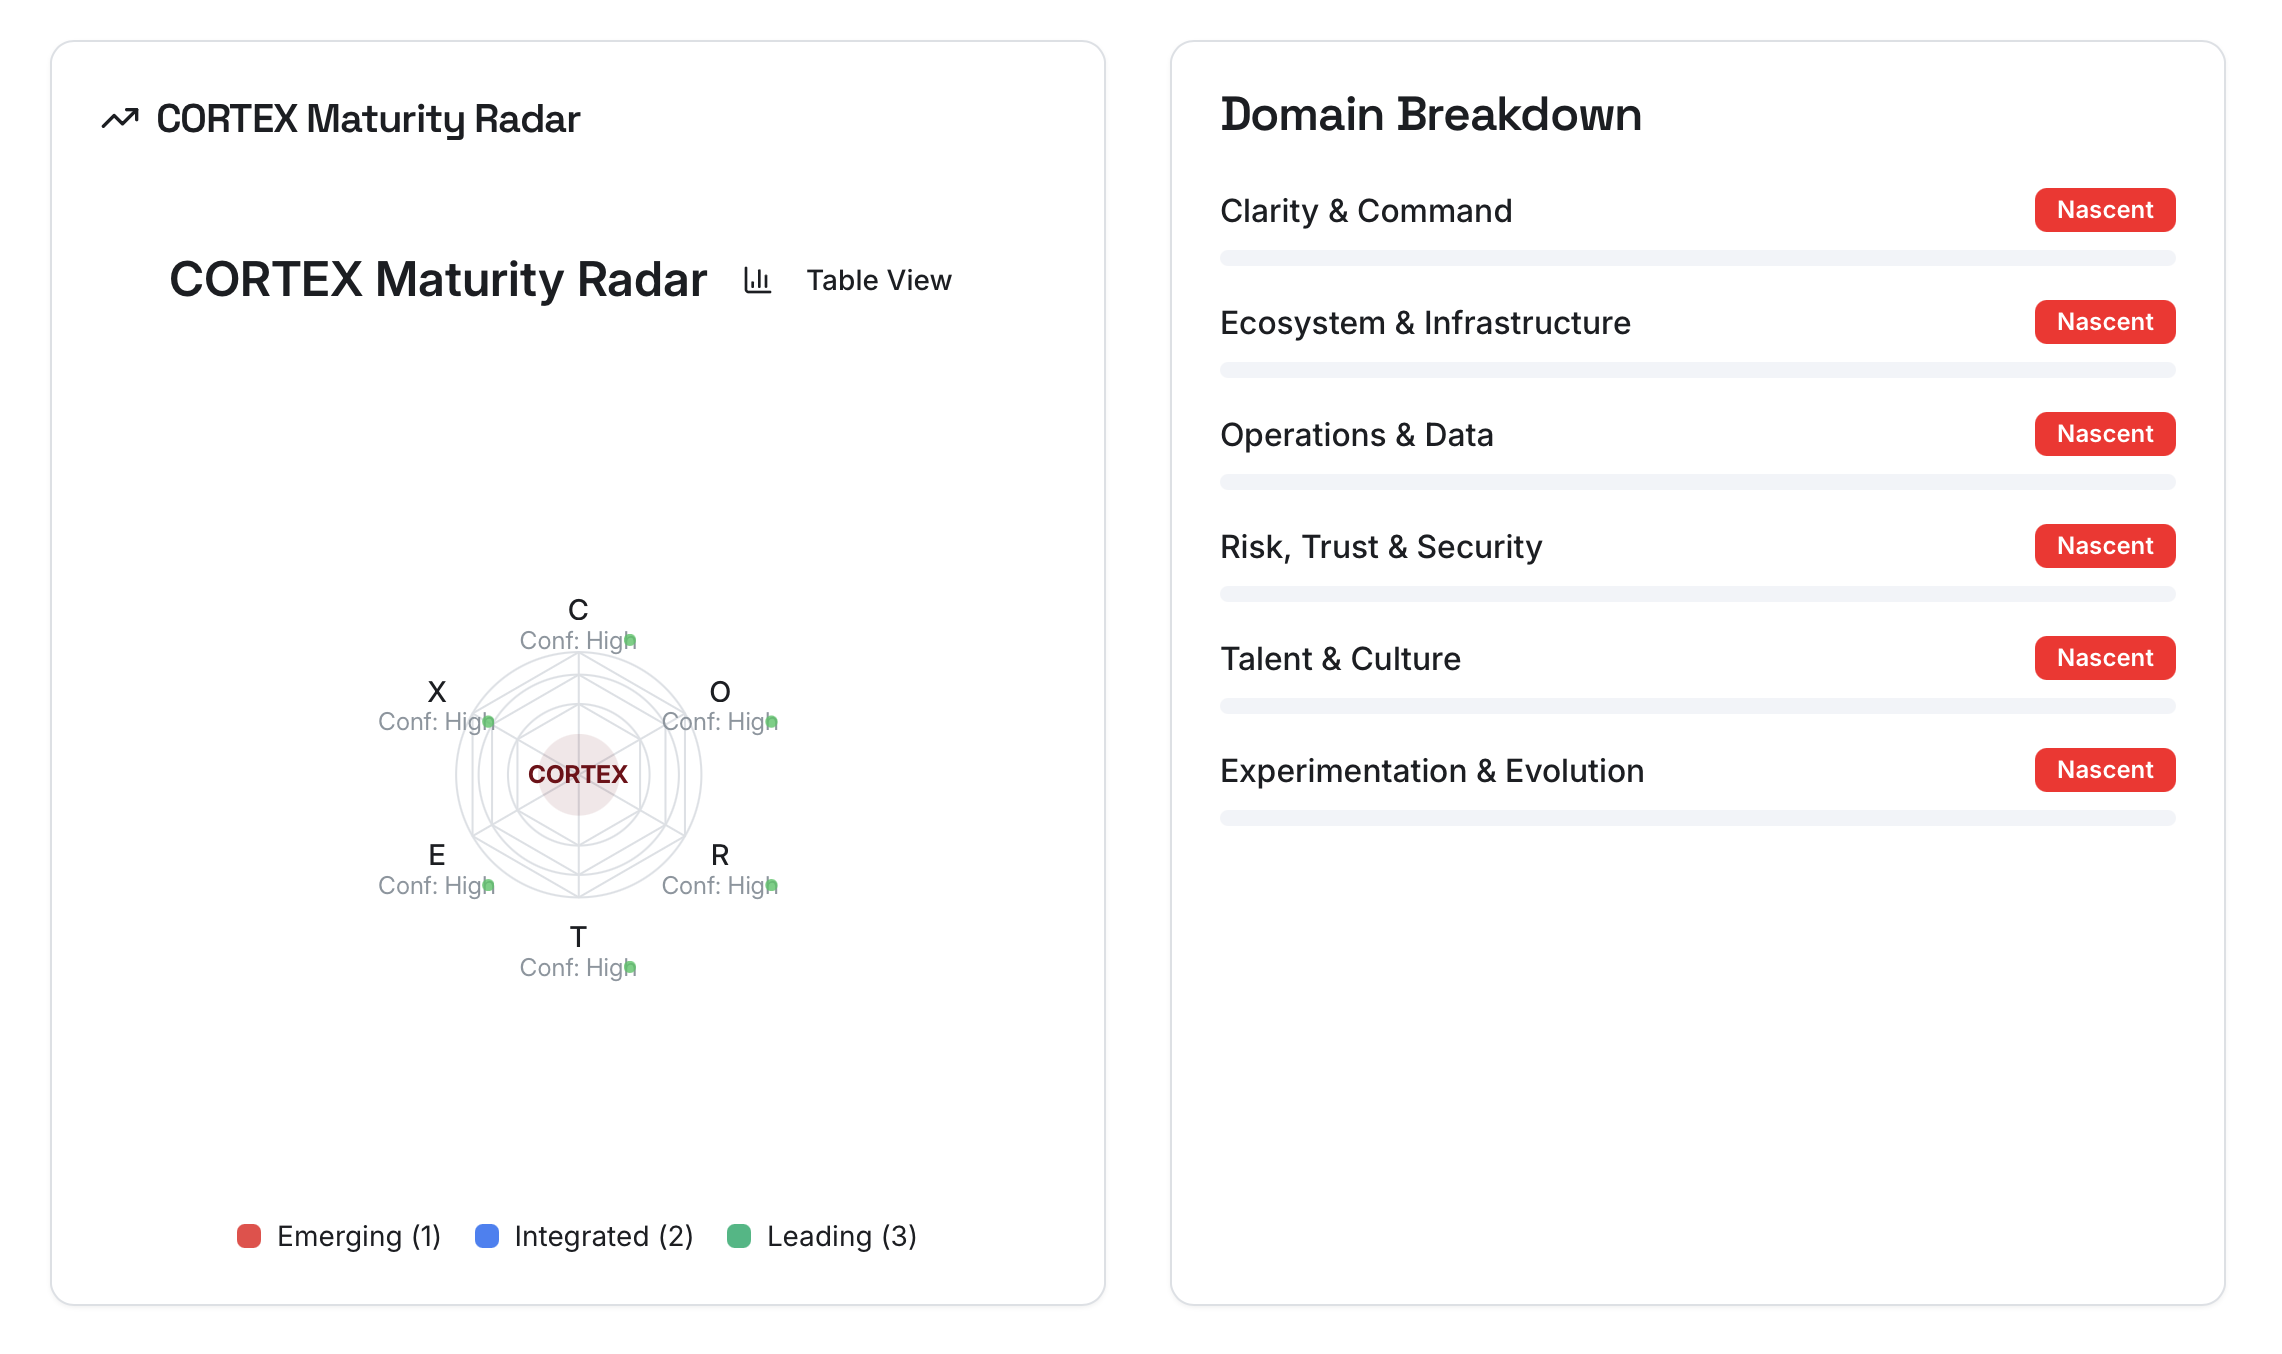 CORTEX Maturity Radar
CORTEX Maturity Radar
Table View
C
Conf: High
X
Conf: High
O
Conf: High
CORTEX
E
Conf: High
R
Conf: High
T
Conf: High
Emerging (1)
Integrated (2)
Leading (3)
Domain Breakdown
Clarity & Command
Nascent
Ecosystem & Infrastructure
Nascent
Operations & Data
Nascent
Risk, Trust & Security
Nascent
Talent & Culture
Nascent
Experimentation & Evolution
Nascent